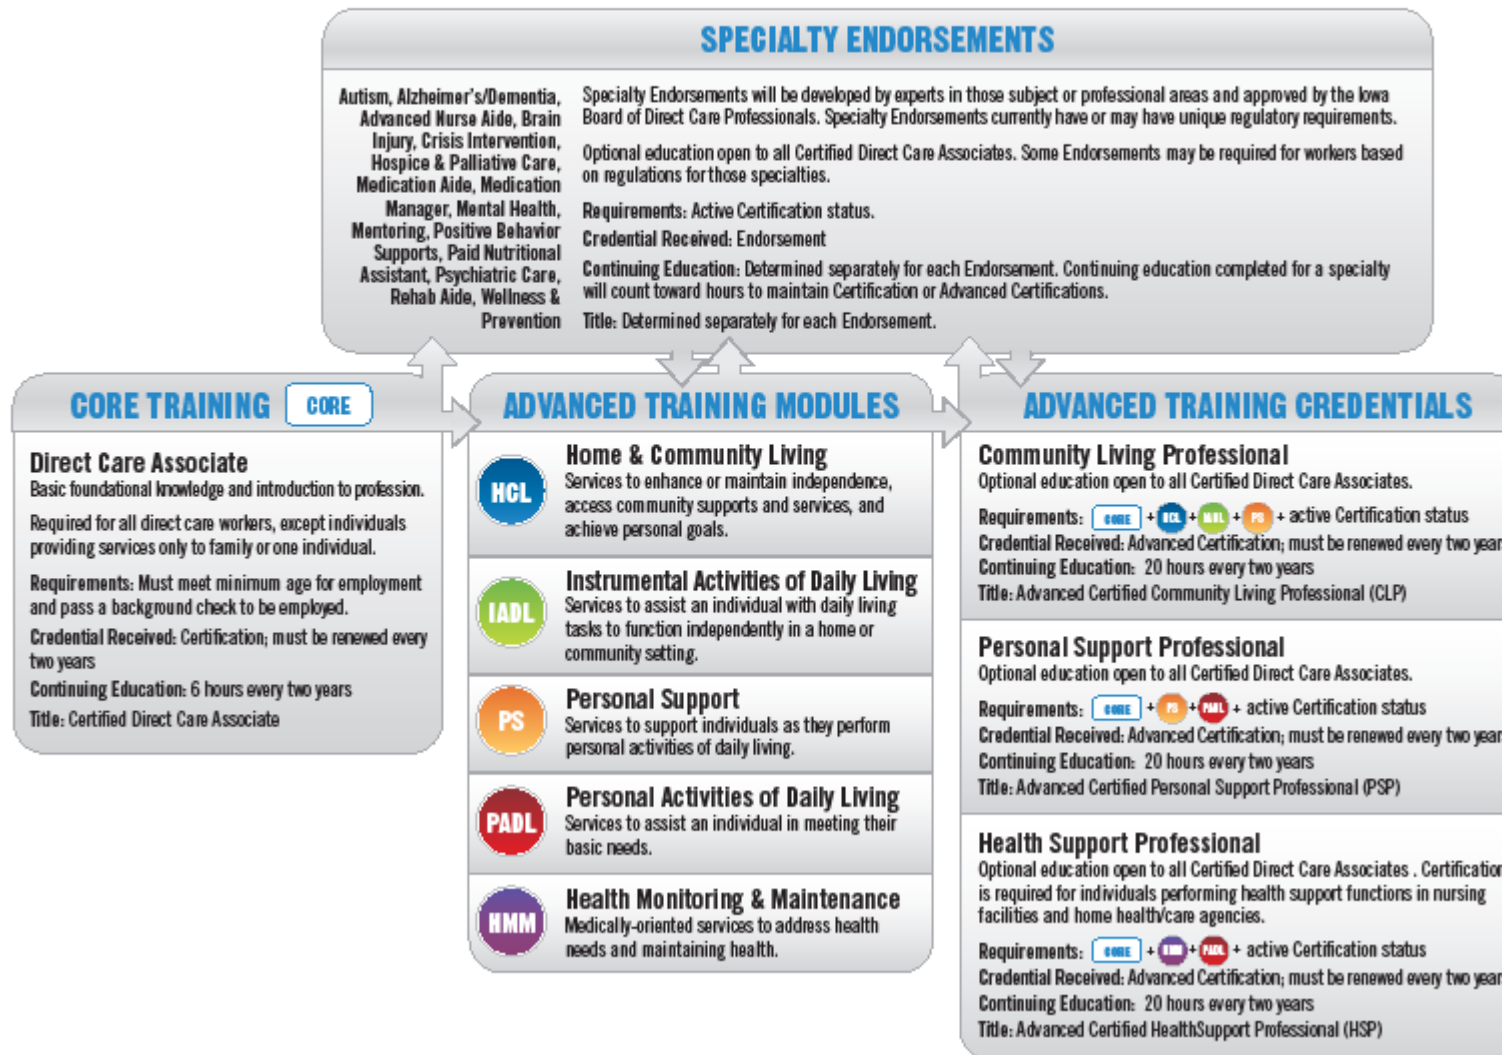 SPECIALTY ENDORSEMENTS
Autism, Alzheimer's/Dementia,
Advanced Nurse Aide, Brain
Injury, Crisis Intervention,
Hospice & Palliative Care,
Medication Aide, Medication
Manager, Mental Health,
Mentoring, Positive Behavior
Supports, Paid Nutritional
Assistant, Psychiatric Care,
Rehab Aide, Wellness &
Prevention
Specialty Endorsements will be developed by experts in those subject or professional areas and approved by the Iowa
Board of Direct Care Professionals. Specialty Endorsements currently have or may have unique regulatory requirements.
Optional education open to all Certified Direct Care Associates. Some Endorsements may be required for workers based
on regulations for those specialties.
Requirements: Active Certification status.
Credential Received: Endorsement
Continuing Education: Determined separately for each Endorsement. Continuing education completed for a specialty
will count toward hours to maintain Certification or Advanced Certifications.
Title: Determined separately for each Endorsement.
CORE TRAINING CORE
Direct Care Associate
Basic foundational knowledge and introduction to profession.
Required for all direct care workers, except individuals
providing services only to family or one individual.
Requirements: Must meet minimum age for employment
and pass a background check to be employed.
Credential Received: Certification; must be renewed every
two years
Continuing Education: 6 hours every two years
Title: Certified Direct Care Associate
ADVANCED TRAINING MODULES
HCL
Home & Community Living
Services to enhance or maintain independence,
access community supports and services, and
achieve personal goals.
IADL
Instrumental Activities of Daily Living
Services to assist an individual with daily living
tasks to function independently in a home or
community setting.
PS
Personal Support
Services to support individuals as they perform
personal activities of daily living.
PADL
Personal Activities of Daily Living
Services to assist an individual in meeting their
basic needs.
HMM
Health Monitoring & Maintenance
Medically-oriented services to address health
needs and maintaining health.
ADVANCED TRAINING CREDENTIALS
Community Living Professional
Optional education open to all Certified Direct Care Associates.
Requirements: CORE + HCL + IADL + PS + active Certification status
Credential Received: Advanced Certification; must be renewed every two year
Continuing Education: 20 hours every two years
Title: Advanced Certified Community Living Professional (CLP)
Personal Support Professional
Optional education open to all Certified Direct Care Associates.
Requirements: CORE + PS + PADL + active Certification status
Credential Received: Advanced Certification; must be renewed every two year
Continuing Education: 20 hours every two years
Title: Advanced Certified Personal Support Professional (PSP)
Health Support Professional
Optional education open to all Certified Direct Care Associates . Certification
is required for individuals performing health support functions in nursing
facilities and home health/care agencies.
Requirements: CORE + HMM + PADL + active Certification status
Credential Received: Advanced Certification; must be renewed every two year
Continuing Education: 20 hours every two years
Title: Advanced Certified HealthSupport Professional (HSP)